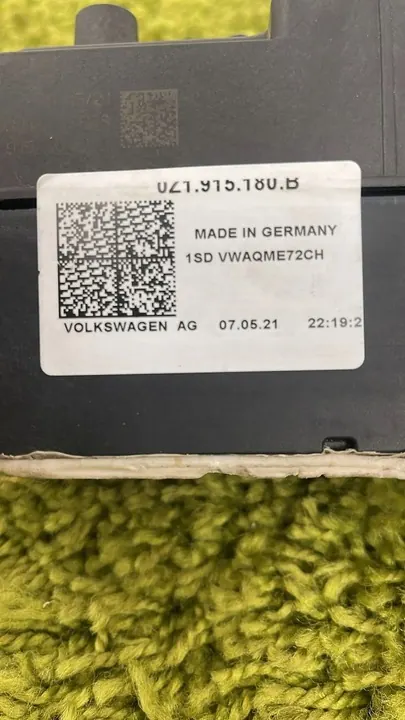 0Z1.915.180.B
MADE IN GERMANY
1SD VWAQME72CH
VOLKSWAGEN AG 07.05.21 22:19:2